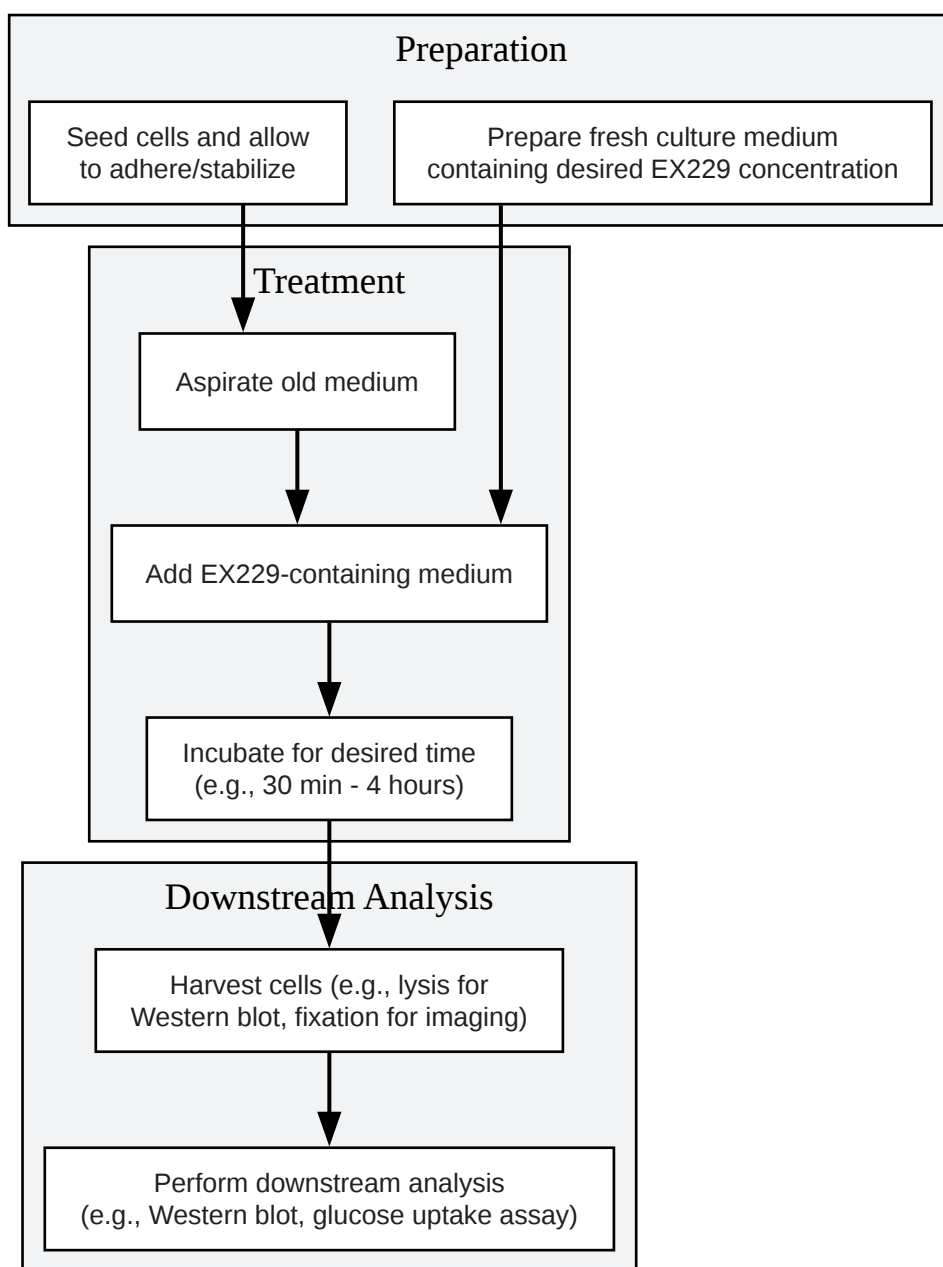 Preparation
Seed cells and allow
to adhere/stabilize
Prepare fresh culture medium
containing desired EX229 concentration
Treatment
Aspirate old medium
Add EX229-containing medium
Incubate for desired time
(e.g., 30 min - 4 hours)
Downstream Analysis
Harvest cells (e.g., lysis for
Western blot, fixation for imaging)
Perform downstream analysis
(e.g., Western blot, glucose uptake assay)